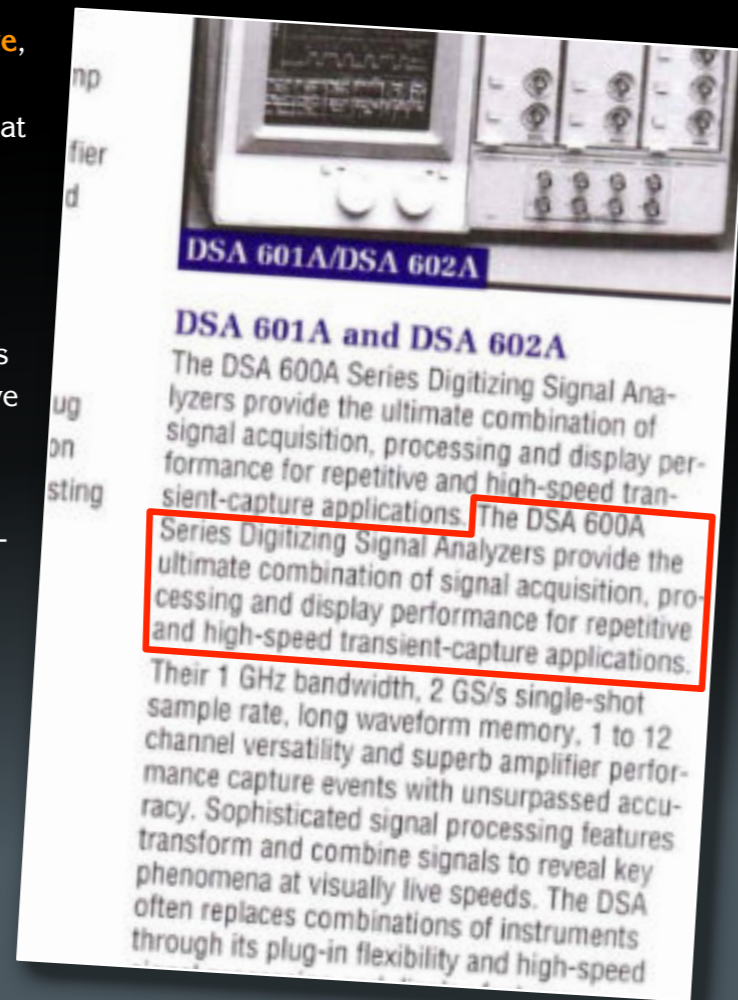 e,
at
s
e
-
mp
fier
d
ug
on
sting
DSA 601A/DSA 602A
DSA 601A and DSA 602A
The DSA 600A Series Digitizing Signal Ana-
lyzers provide the ultimate combination of
signal acquisition, processing and display per-
formance for repetitive and high-speed tran-
sient-capture applications. The DSA 600A
Series Digitizing Signal Analyzers provide the
ultimate combination of signal acquisition, pro-
cessing and display performance for repetitive
and high-speed transient-capture applications.
Their 1 GHz bandwidth, 2 GS/s single-shot
sample rate, long waveform memory, 1 to 12
channel versatility and superb amplifier perfor-
mance capture events with unsurpassed accu-
racy. Sophisticated signal processing features
transform and combine signals to reveal key
phenomena at visually live speeds. The DSA
often replaces combinations of instruments
through its plug-in flexibility and high-speed